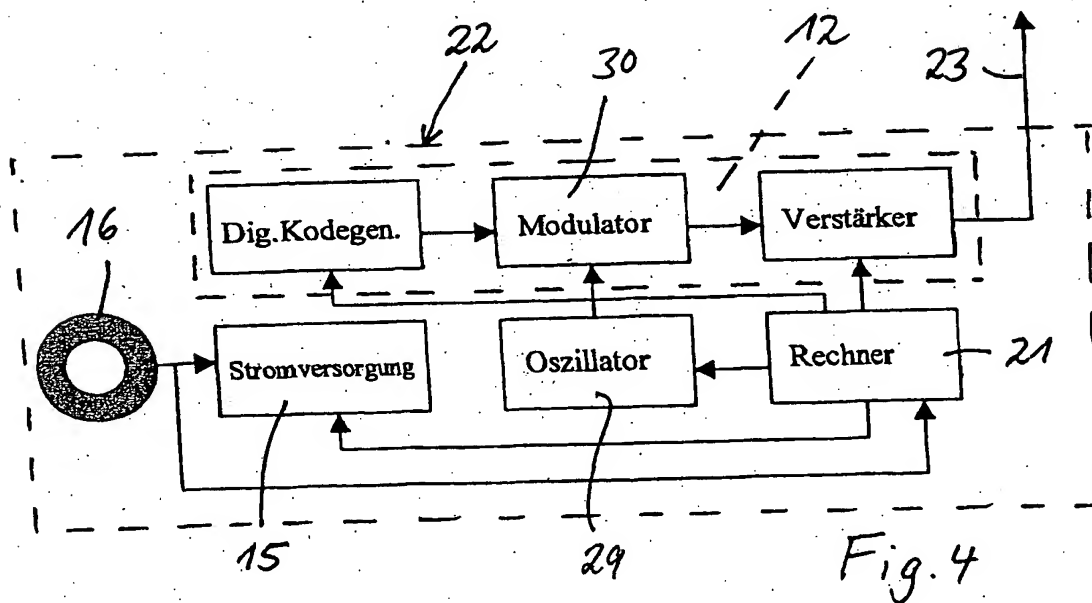 22
12
30
23
16
Dig.Kodegen.
Modulator
Verstärker
Stromversorgung
Oszillator
Rechner
21
15
29
Fig. 4